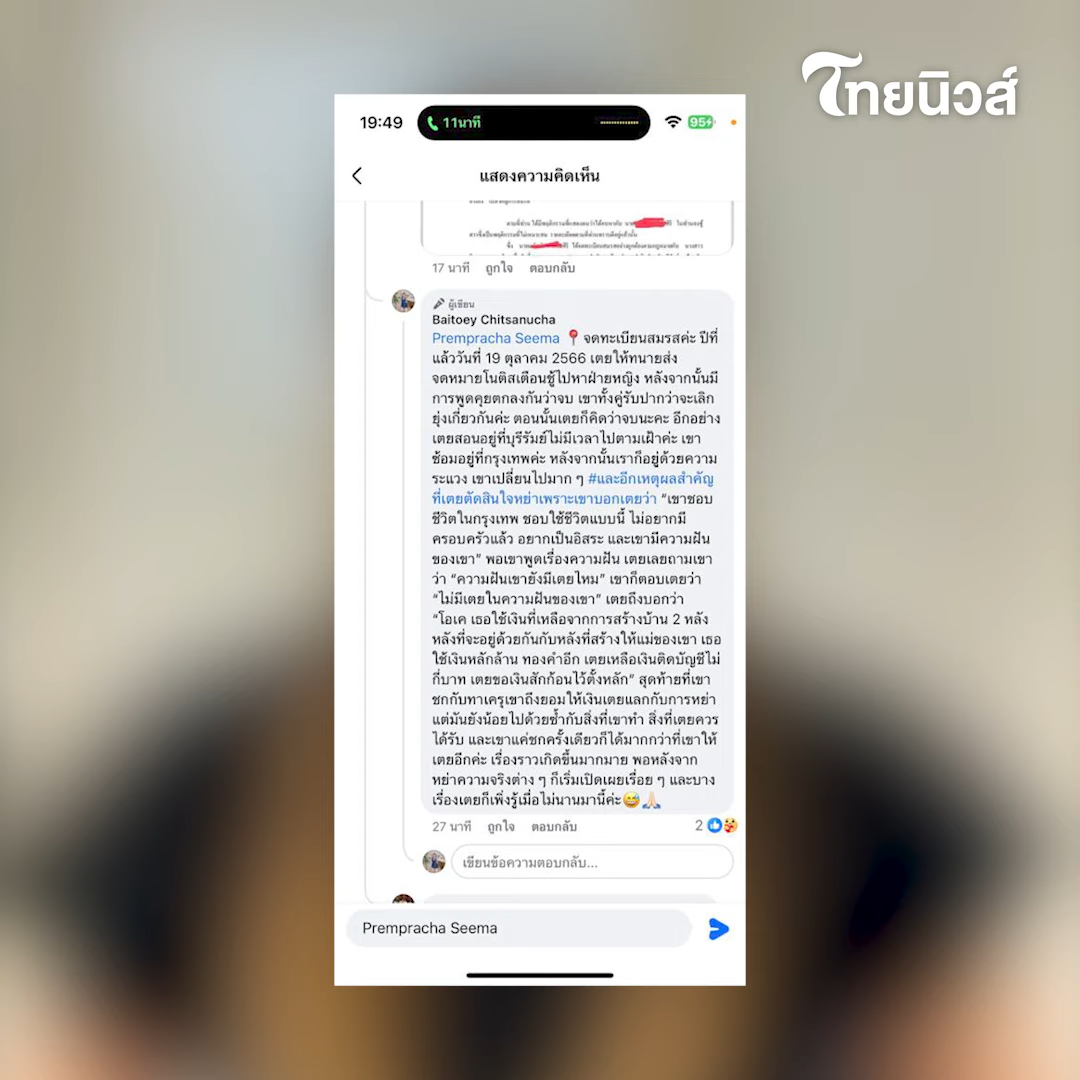 ไทยนิวส์
19:49
11นาที
95
แสดงความคิดเห็น
17 นาที ถูกใจ ตอบกลับ
ผู้เขียน
Baitoey Chitsanucha
Prempracha Seema 📍จดทะเบียนสมรสค่ะ ปีที่
แล้ววันที่ 19 ตุลาคม 2566 เตยให้ทนายส่ง
จดหมายโนติสเตือนชู้ไปหาฝ่ายหญิง หลังจากนั้นมี
การพูดคุยตกลงกันว่าจบ เขาทั้งคู่รับปากว่าจะเลิก
ยุ่งเกี่ยวกันค่ะ ตอนนั้นเตยก็คิดว่าจบนะคะ อีกอย่าง
เตยสอนอยู่ที่บุรีรัมย์ไม่มีเวลาไปตามเฝ้าค่ะ เขา
ซ้อมอยู่ที่กรุงเทพค่ะ หลังจากนั้นเราก็อยู่ด้วยความ
ระแวง เขาเปลี่ยนไปมาก ๆ #และอีกเหตุผลสำคัญ
ที่เตยตัดสินใจหย่าเพราะเขาบอกเตยว่า “เขาชอบ
ชีวิตในกรุงเทพ ชอบใช้ชีวิตแบบนี้ ไม่อยากมี
ครอบครัวแล้ว อยากเป็นอิสระ และเขามีความฝัน
ของเขา” พอเขาพูดเรื่องความฝัน เตยเลยถามเขา
ว่า “ความฝันเขายังมีเตยไหม” เขาก็ตอบเตยว่า
“ไม่มีเตยในความฝันของเขา” เตยถึงบอกว่า
“โอเค เธอใช้เงินที่เหลือจากการสร้างบ้าน 2 หลัง
หลังที่จะอยู่ด้วยกันกับหลังที่สร้างให้แม่ของเขา เธอ
ใช้เงินหลักล้าน ทองคำอีก เตยเหลือเงินติดบัญชีไม่
กี่บาท เตยขอเงินสักก้อนไว้ตั้งหลัก” สุดท้ายที่เขา
ชกกับทาเครุเขาถึงยอมให้เงินเตยแลกกับการหย่า
แต่มันยังน้อยไปด้วยซ้ำกับสิ่งที่เขาทำ สิ่งที่เตยควร
ได้รับ และเขาแค่ชกครั้งเดียวก็ได้มากกว่าที่เขาให้
เตยอีกค่ะ เรื่องราวเกิดขึ้นมากมาย พอหลังจาก
หย่าความจริงต่าง ๆ ก็เริ่มเปิดเผยเรื่อย ๆ และบาง
เรื่องเตยก็เพิ่งรู้เมื่อไม่นานมานี้ค่ะ😅🙏🏻
27 นาที ถูกใจ ตอบกลับ 2
เขียนข้อความตอบกลับ...
Prempracha Seema